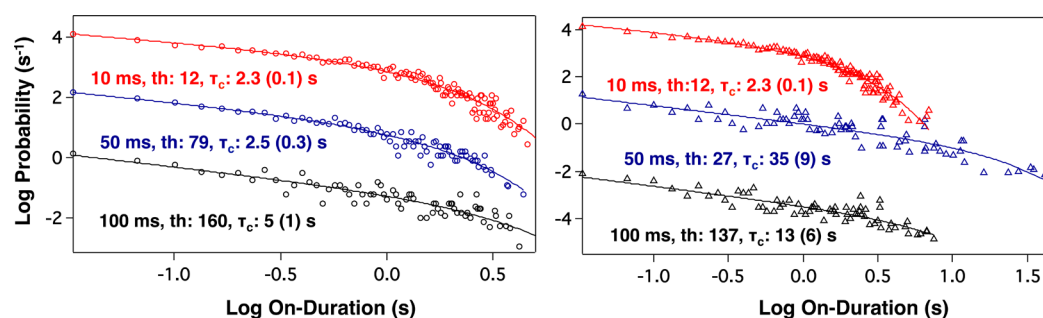 Log Probability (s⁻¹)
4
2
0
-2
10 ms, th: 12, τc: 2.3 (0.1) s
50 ms, th: 79, τc: 2.5 (0.3) s
100 ms, th: 160, τc: 5 (1) s
-1.0
-0.5
0.0
0.5
Log On-Duration (s)
4
2
0
-2
-4
10 ms, th:12, τc: 2.3 (0.1) s
50 ms, th: 27, τc: 35 (9) s
100 ms, th: 137, τc: 13 (6) s
-1.0
-0.5
0.0
0.5
1.0
1.5
Log On-Duration (s)